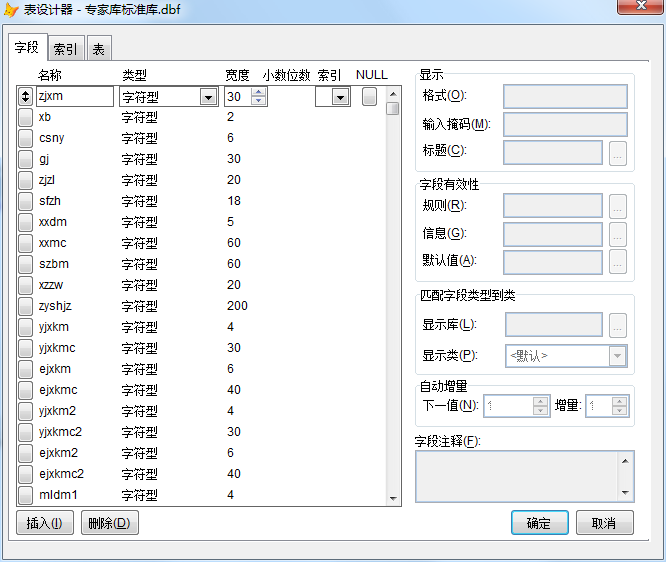 表设计器 - 专家库标准库.dbf
字段 索引 表
名称 类型 宽度 小数位数 索引 NULL
zjxm 字符型 30
xb 字符型 2
csny 字符型 6
gj 字符型 30
zjzl 字符型 20
sfzh 字符型 18
xxdm 字符型 5
xxmc 字符型 60
szbm 字符型 60
xzzw 字符型 20
zyshjz 字符型 200
yjxkm 字符型 4
yjxkmc 字符型 30
ejxkm 字符型 6
ejxkmc 字符型 40
yjxkm2 字符型 4
yjxkmc2 字符型 30
ejxkm2 字符型 6
ejxkmc2 字符型 40
mldm1 字符型 4
插入(I) 删除(D)
显示
格式(O):
输入掩码(M):
标题(C): ...
字段有效性
规则(R): ...
信息(G): ...
默认值(A): ...
匹配字段类型到类
显示库(L): ...
显示类(P): <默认>
自动增量
下一值(N): 1 增量: 1
字段注释(F):
确定 取消